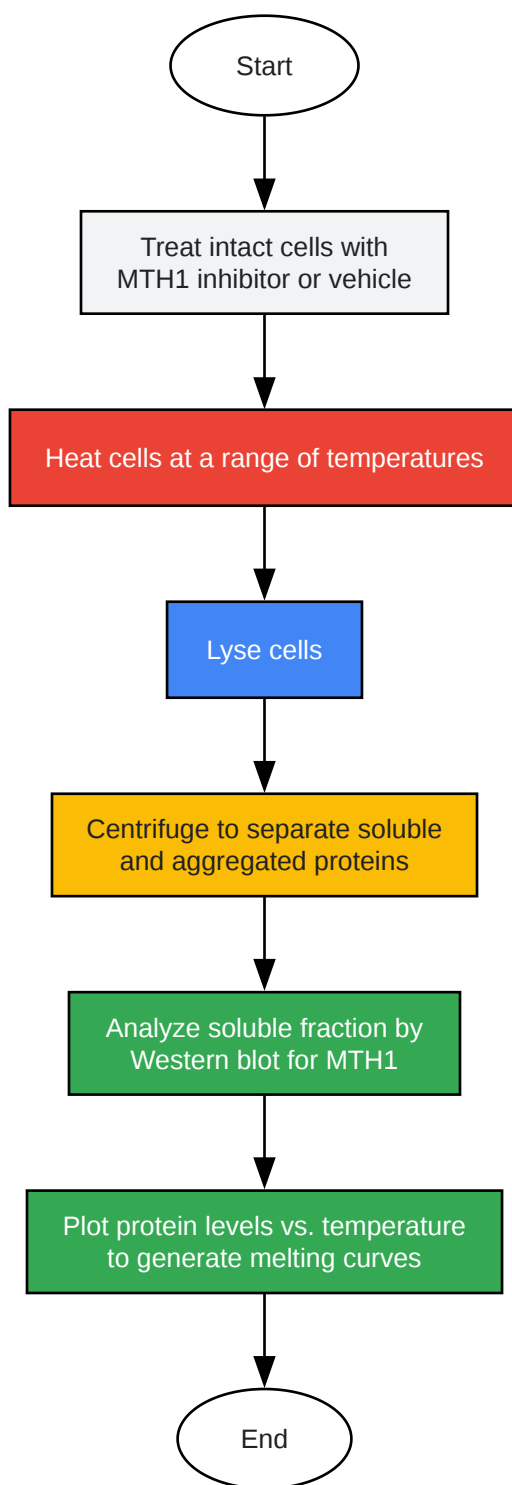 Start
Treat intact cells with
MTH1 inhibitor or vehicle
Heat cells at a range of temperatures
Lyse cells
Centrifuge to separate soluble
and aggregated proteins
Analyze soluble fraction by
Western blot for MTH1
Plot protein levels vs. temperature
to generate melting curves
End